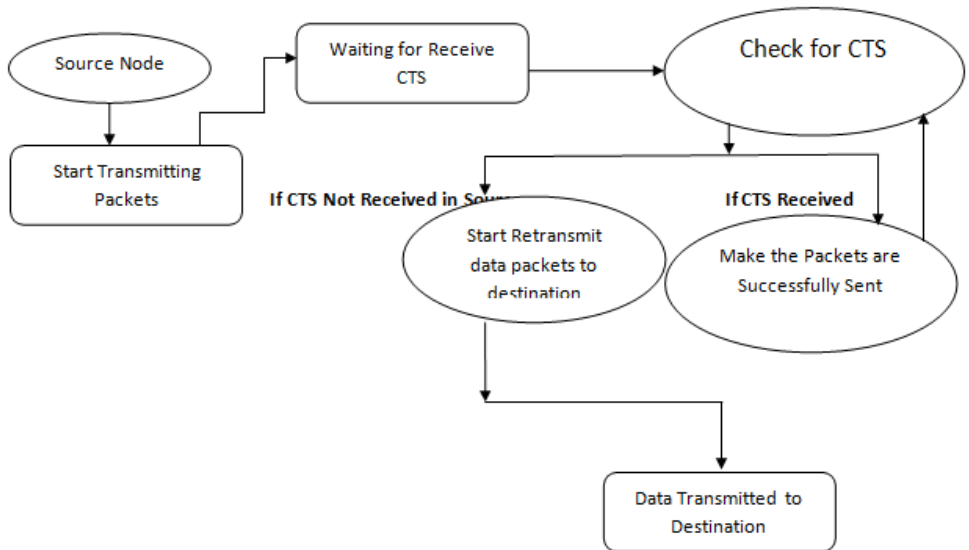 Source Node
Waiting for Receive
CTS
Check for CTS
Start Transmitting
Packets
If CTS Not Received in
If CTS Received
Start Retransmit
data packets to
destination
Make the Packets are
Successfully Sent
Data Transmitted to
Destination